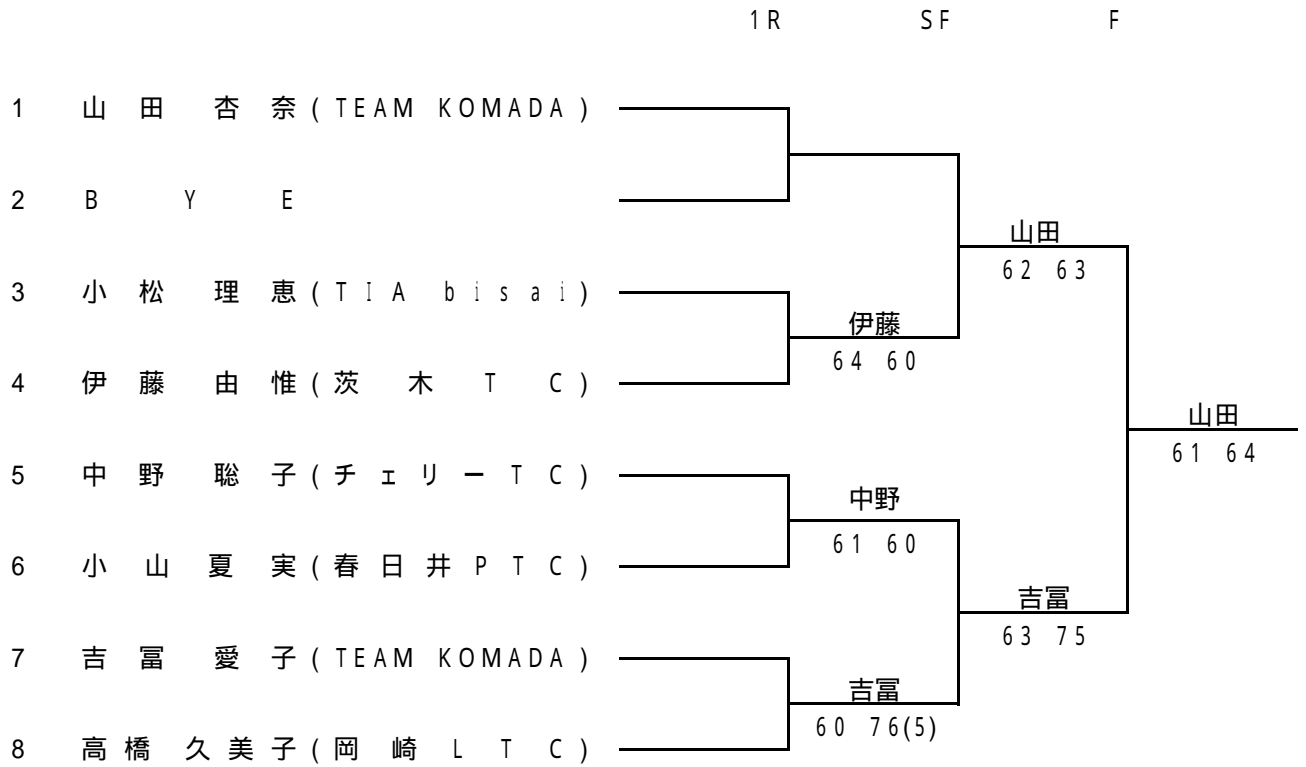 1R SF F
1 山田 杏奈(TEAM KOMADA)
2 BYE
山田
62 63
3 小松 理恵(TIA bisai)
伊藤
64 60
4 伊藤 由惟(茨木TC)
山田
61 64
5 中野 聡子(チェリーTC)
中野
61 60
6 小山 夏実(春日井PTC)
吉冨
63 75
7 吉冨 愛子(TEAM KOMADA)
吉冨
60 76(5)
8 高橋 久美子(岡崎LTC)